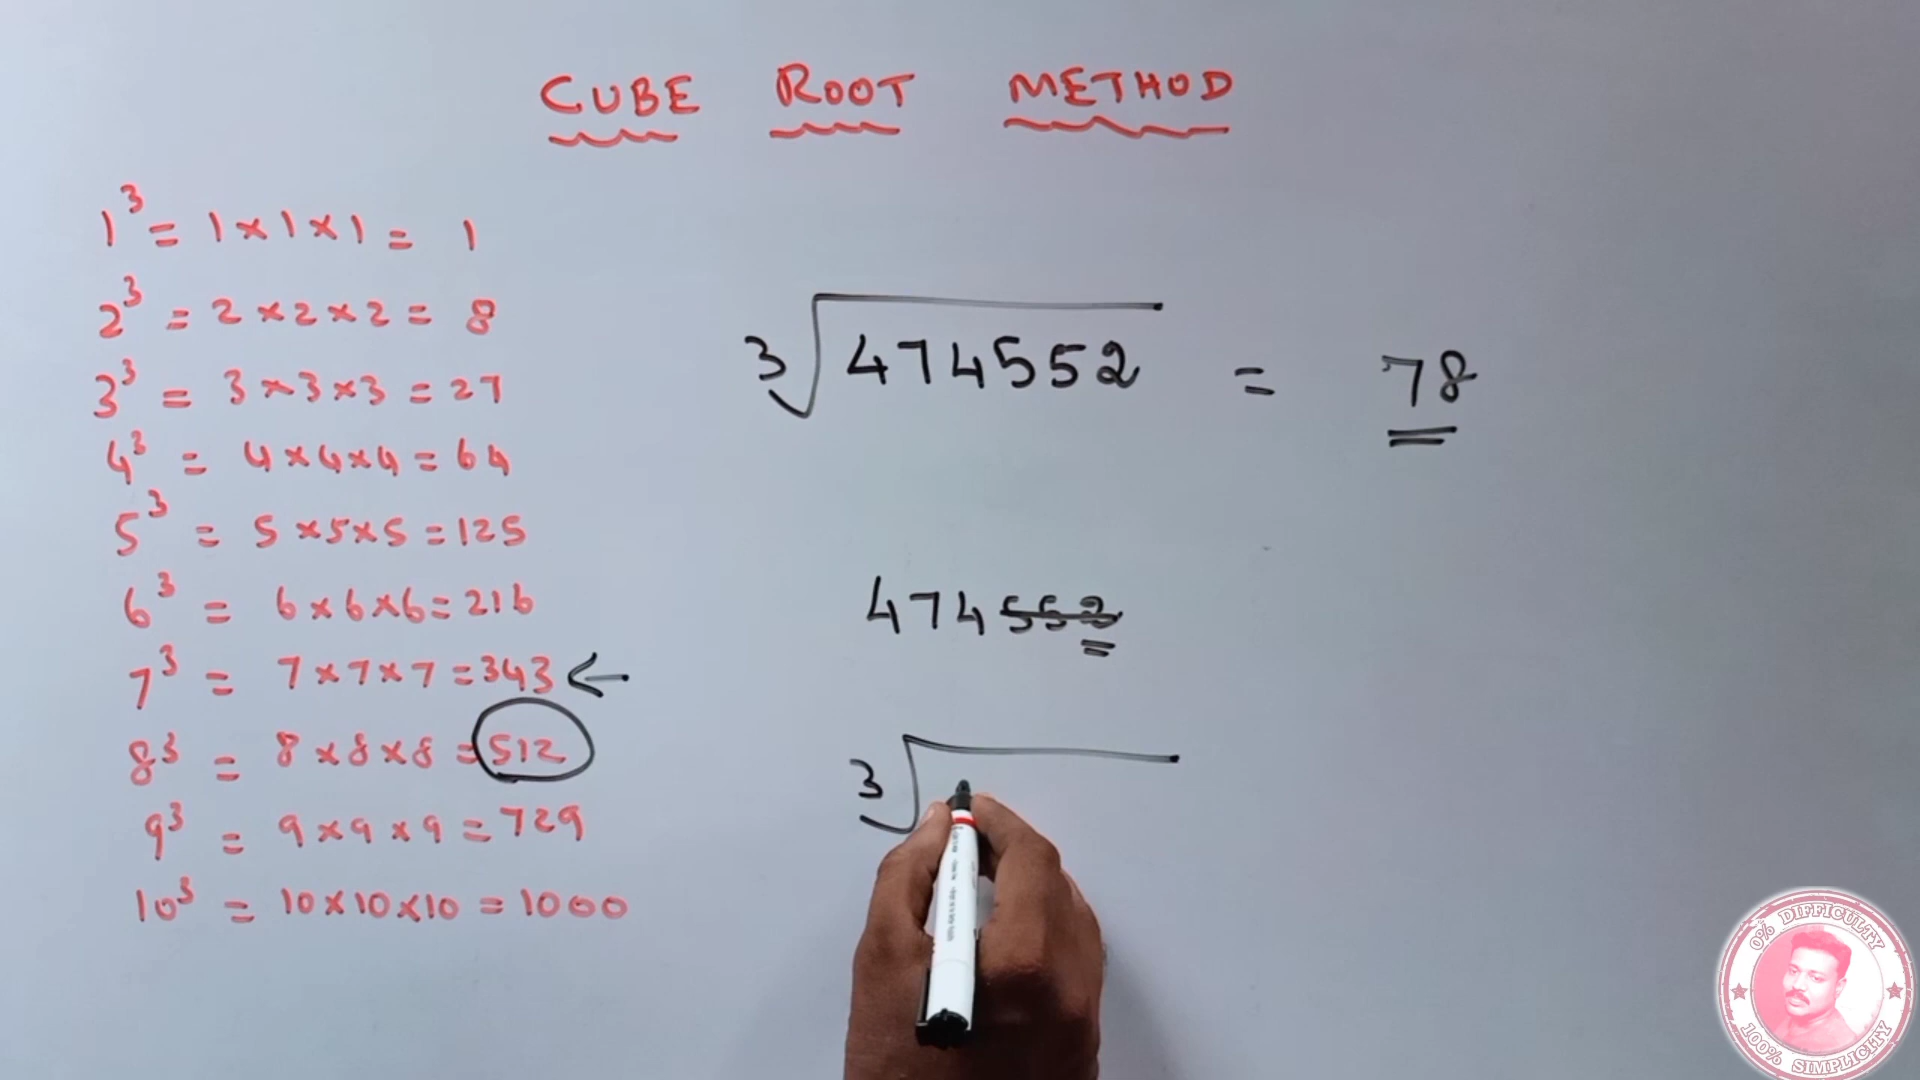 CUBE ROOT METHOD
1³ = 1 × 1 × 1 = 1
2³ = 2 × 2 × 2 = 8
3³ = 3 × 3 × 3 = 27
4³ = 4 × 4 × 4 = 64
5³ = 5 × 5 × 5 = 125
6³ = 6 × 6 × 6 = 216
7³ = 7 × 7 × 7 = 343 ←
8³ = 8 × 8 × 8 = 512
9³ = 9 × 9 × 9 = 729
10³ = 10 × 10 × 10 = 1000
∛474552 = 78
474552
3√
0% DIFFICULTY
100% SIMPLICITY